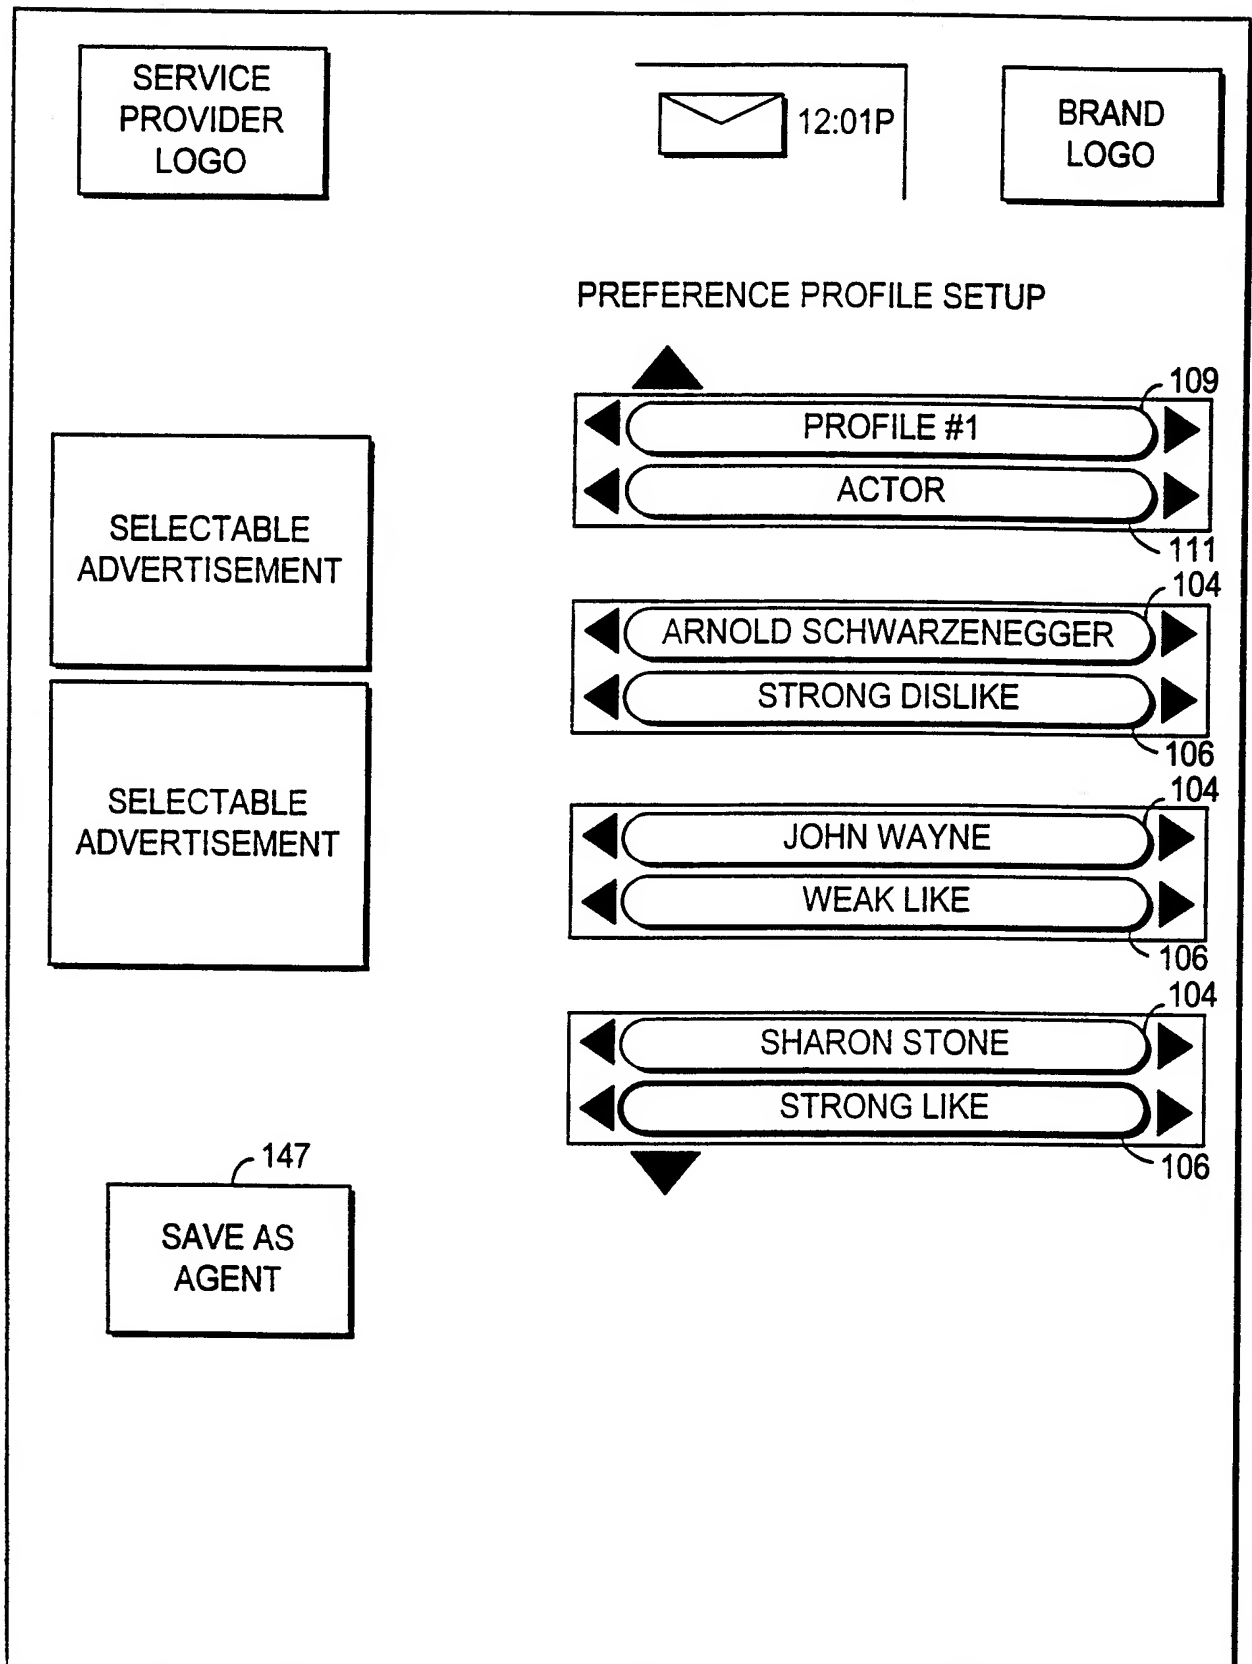 SERVICE
PROVIDER
LOGO
12:01P
BRAND
LOGO
PREFERENCE PROFILE SETUP
109
PROFILE #1
ACTOR
111
SELECTABLE
ADVERTISEMENT
104
ARNOLD SCHWARZENEGGER
STRONG DISLIKE
106
SELECTABLE
ADVERTISEMENT
104
JOHN WAYNE
WEAK LIKE
106
104
SHARON STONE
STRONG LIKE
106
147
SAVE AS
AGENT